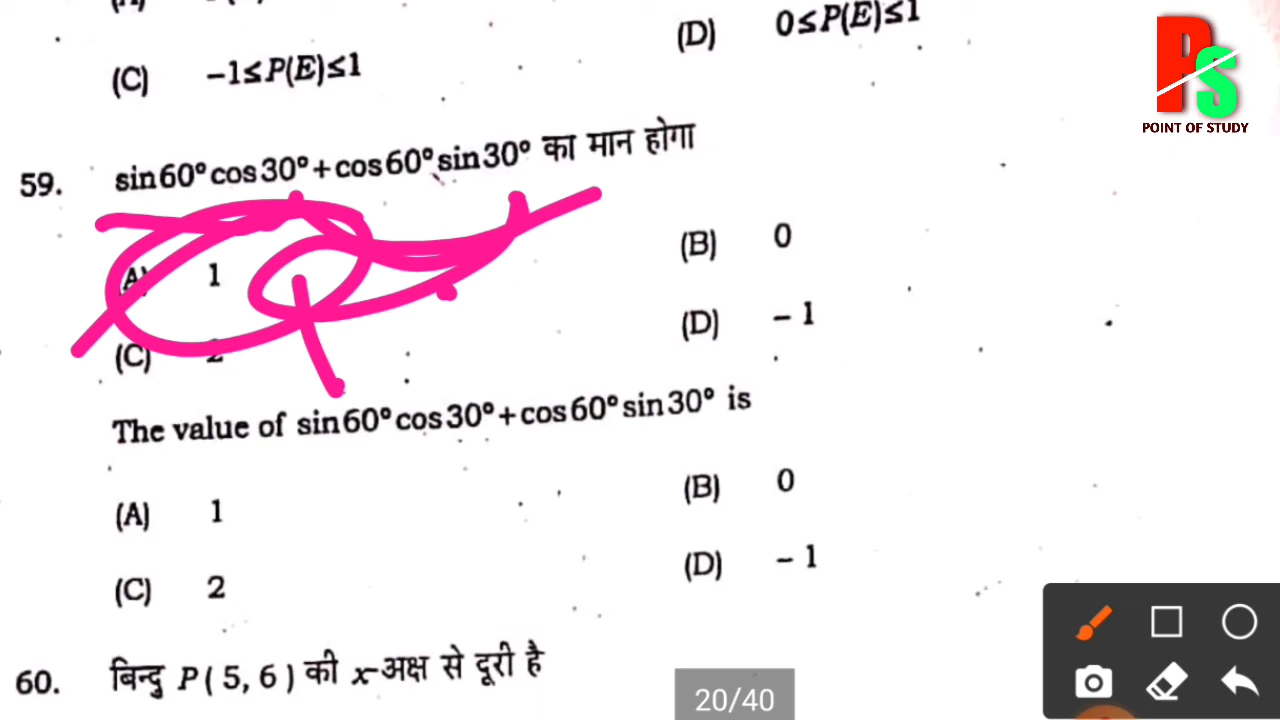 (C) −1≤P(E)≤1
(D) 0≤P(E)≤1
PS
POINT OF STUDY
59. sin60° cos30° + cos60° sin30° का मान होगा
(A) 1
(B) 0
(C) 2
(D) − 1
The value of sin60° cos30° + cos60° sin30° is
(A) 1
(B) 0
(C) 2
(D) − 1
60. बिन्दु P ( 5, 6 ) की x-अक्ष से दूरी है
20/40